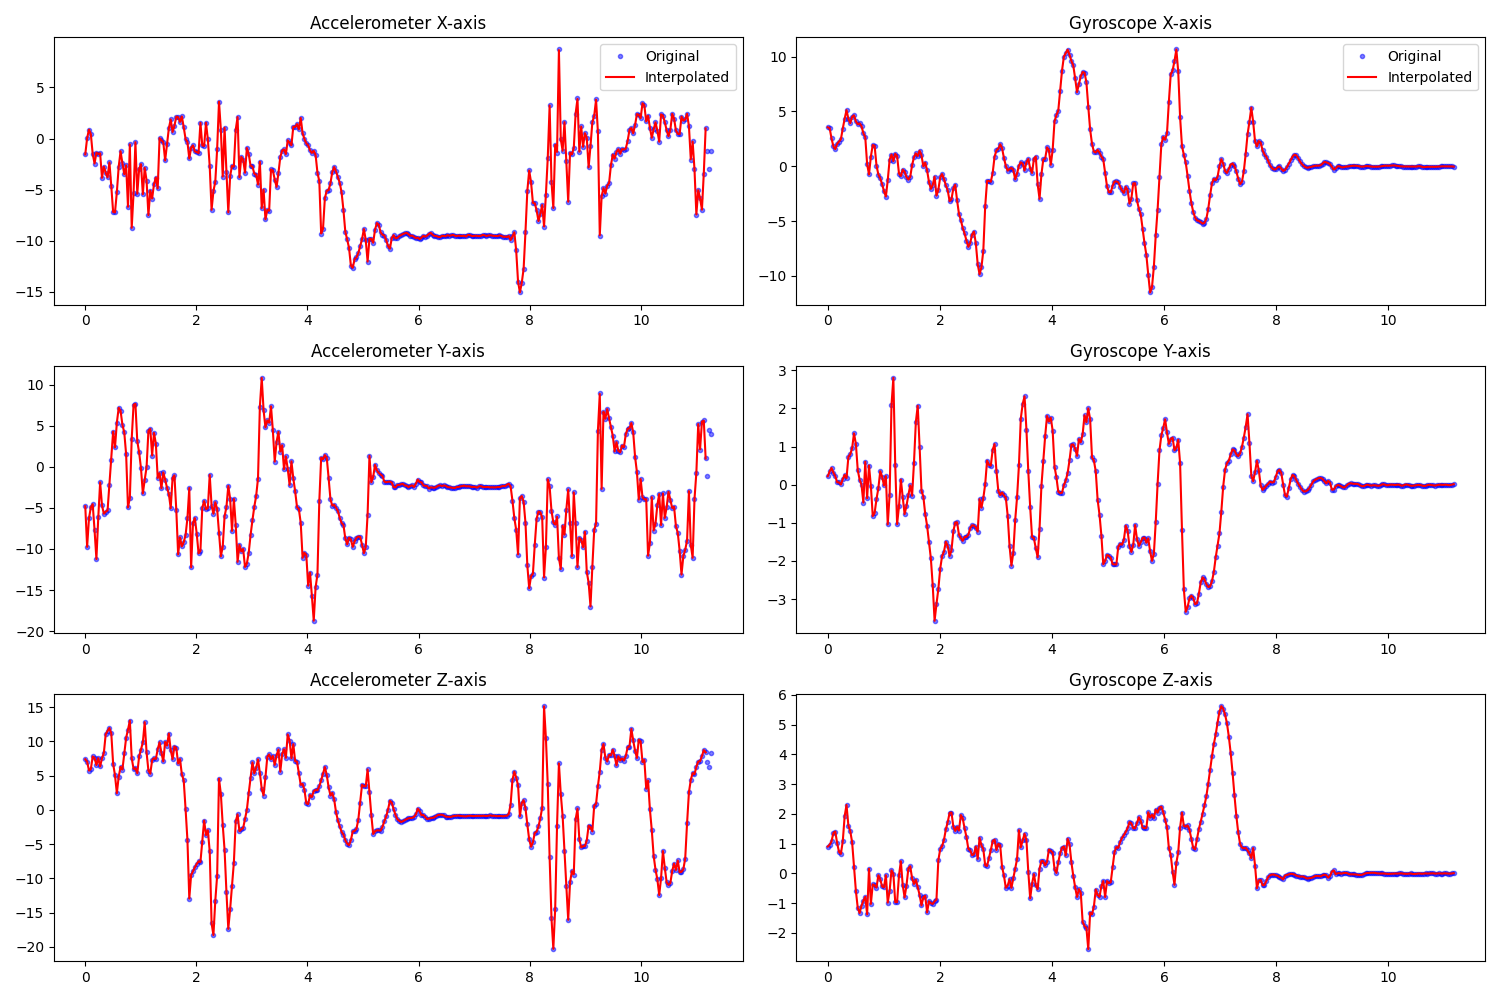 Accelerometer X-axis
Original
Interpolated
5
0
−5
−10
−15
0 2 4 6 8 10
Gyroscope X-axis
Original
Interpolated
10
5
0
−5
−10
0 2 4 6 8 10
Accelerometer Y-axis
10
5
0
−5
−10
−15
−20
0 2 4 6 8 10
Gyroscope Y-axis
3
2
1
0
−1
−2
−3
0 2 4 6 8 10
Accelerometer Z-axis
15
10
5
0
−5
−10
−15
−20
0 2 4 6 8 10
Gyroscope Z-axis
6
5
4
3
2
1
0
−1
−2
0 2 4 6 8 10